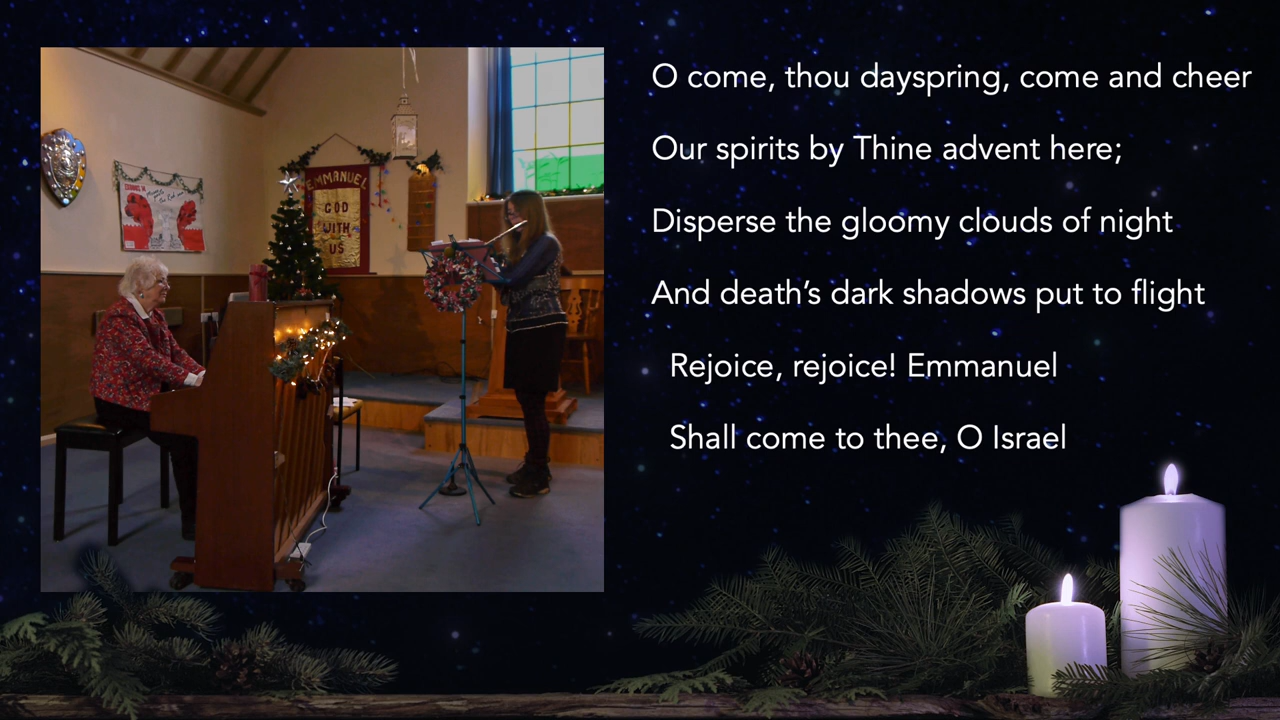 EMMANUEL
GOD
WITH
US
O come, thou dayspring, come and cheer
Our spirits by Thine advent here;
Disperse the gloomy clouds of night
And death's dark shadows put to flight
Rejoice, rejoice! Emmanuel
Shall come to thee, O Israel